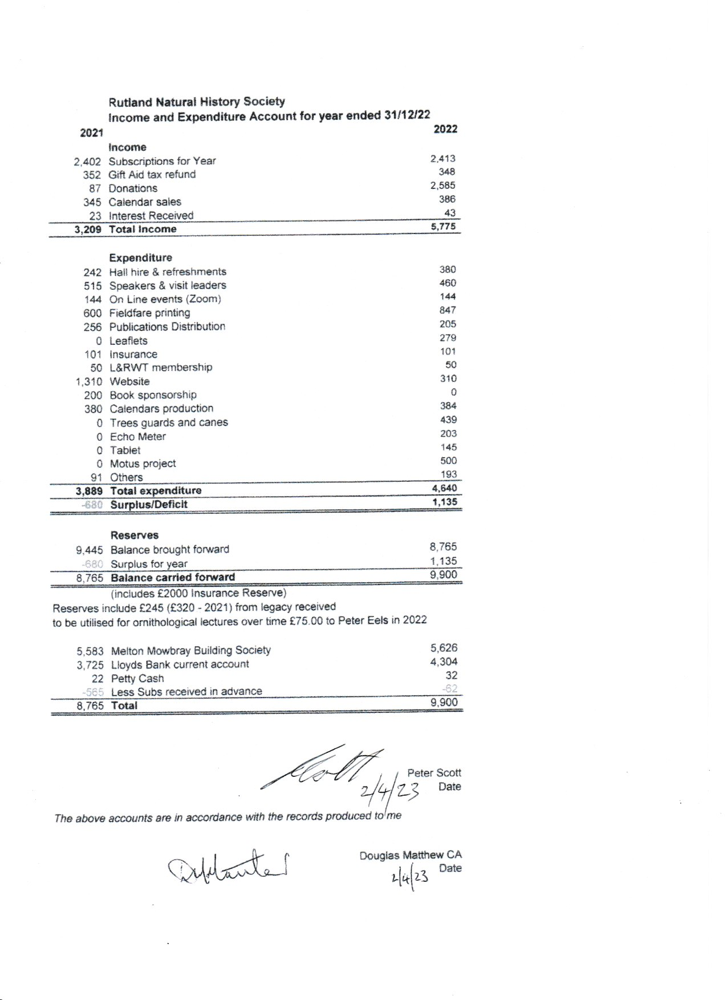 Rutland Natural History Society
Income and Expenditure Account for year ended 31/12/22
2021 2022
Income
2,402 Subscriptions for Year 2,413
352 Gift Aid tax refund 348
87 Donations 2,585
345 Calendar sales 386
23 Interest Received 43
3,209 Total Income 5,775
Expenditure
242 Hall hire & refreshments 380
515 Speakers & visit leaders 460
144 On Line events (Zoom) 144
600 Fieldfare printing 847
256 Publications Distribution 205
0 Leaflets 279
101 Insurance 101
50 L&RWT membership 50
1,310 Website 310
200 Book sponsorship 0
380 Calendars production 384
0 Trees guards and canes 439
0 Echo Meter 203
0 Tablet 145
0 Motus project 500
91 Others 193
3,889 Total expenditure 4,640
-680 Surplus/Deficit 1,135
Reserves
9,445 Balance brought forward 8,765
-680 Surplus for year 1,135
8,765 Balance carried forward 9,900
(includes £2000 Insurance Reserve)
Reserves include £245 (£320 - 2021) from legacy received
to be utilised for ornithological lectures over time £75.00 to Peter Eels in 2022
5,583 Melton Mowbray Building Society 5,626
3,725 Lloyds Bank current account 4,304
22 Petty Cash 32
-565 Less Subs received in advance -62
8,765 Total 9,900
Peter Scott
2/4/23 Date
The above accounts are in accordance with the records produced to me
Douglas Matthew CA
2/4/23 Date